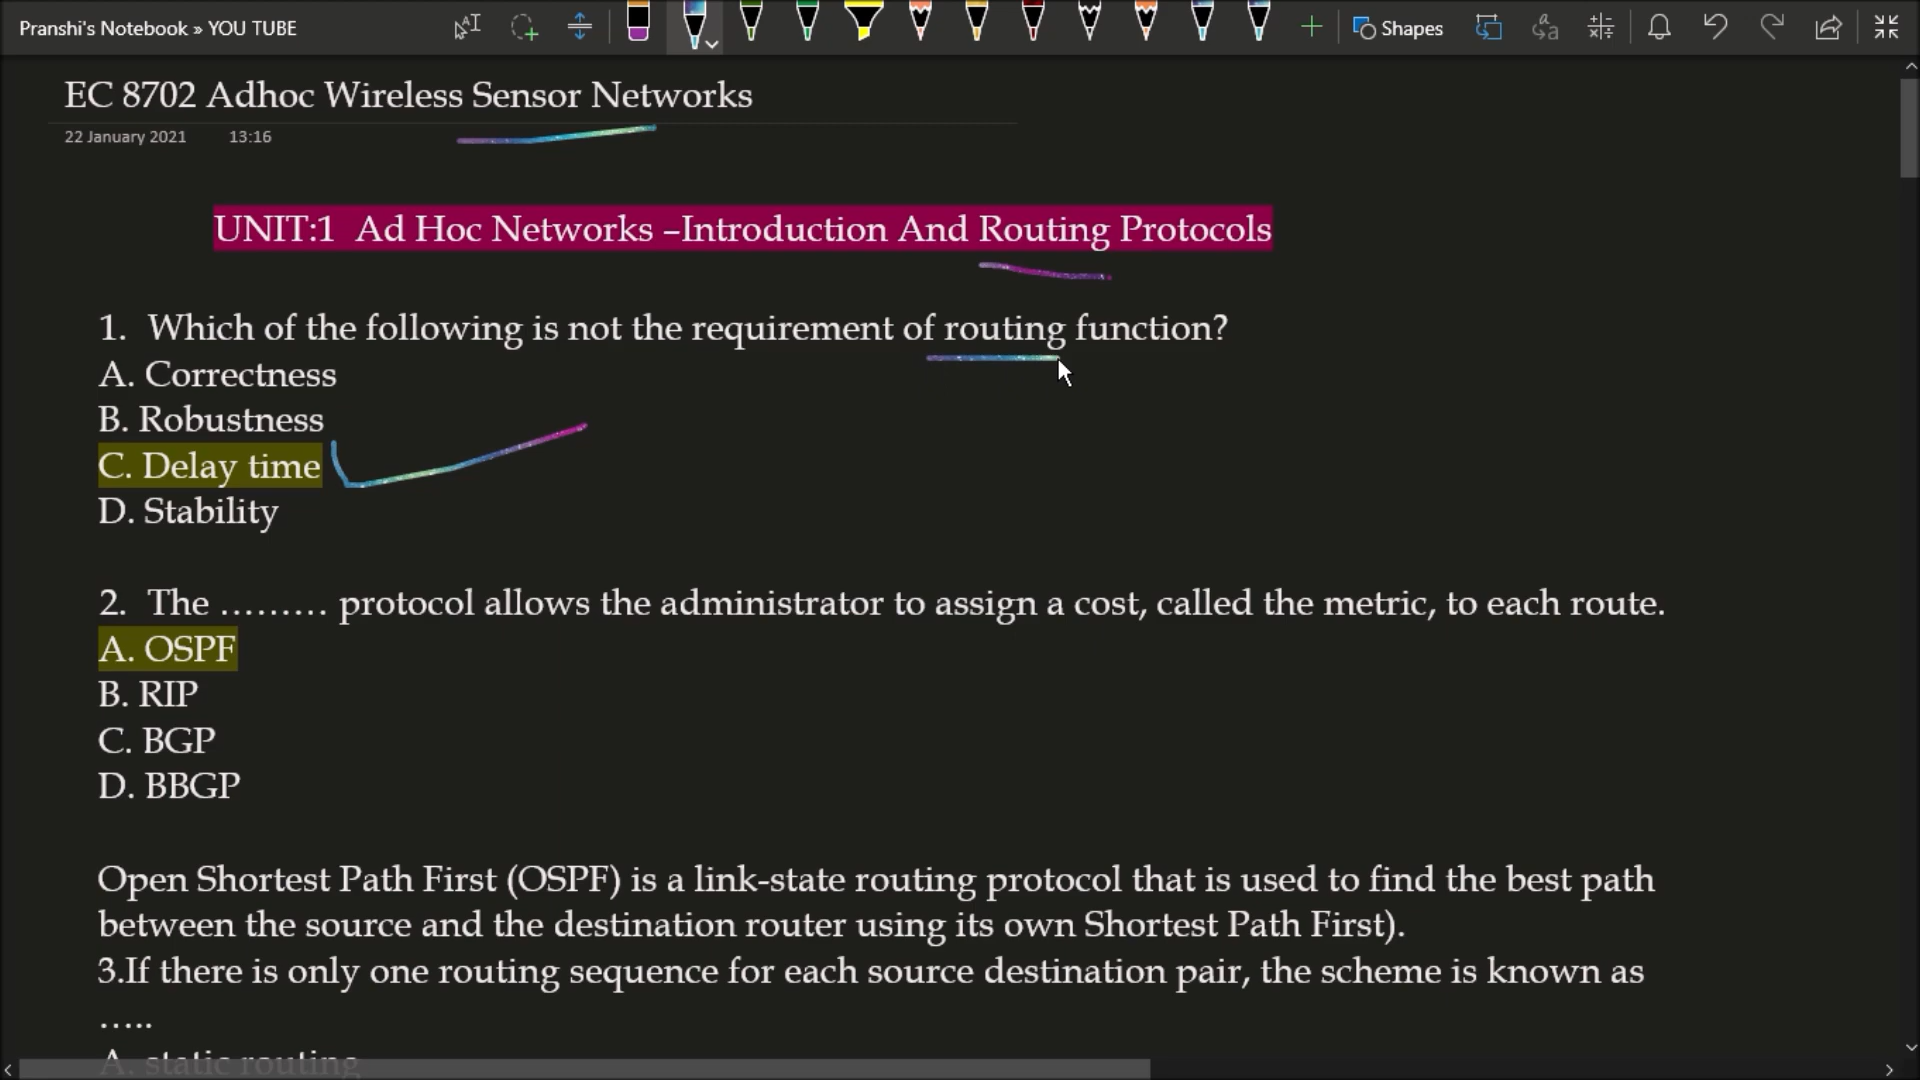 Pranshi's Notebook » YOU TUBE
Shapes
EC 8702 Adhoc Wireless Sensor Networks
22 January 2021 13:16
UNIT:1 Ad Hoc Networks –Introduction And Routing Protocols
1. Which of the following is not the requirement of routing function?
A. Correctness
B. Robustness
C. Delay time
D. Stability
2. The ……… protocol allows the administrator to assign a cost, called the metric, to each route.
A. OSPF
B. RIP
C. BGP
D. BBGP
Open Shortest Path First (OSPF) is a link-state routing protocol that is used to find the best path
between the source and the destination router using its own Shortest Path First).
3.If there is only one routing sequence for each source destination pair, the scheme is known as
…..
A. static routing